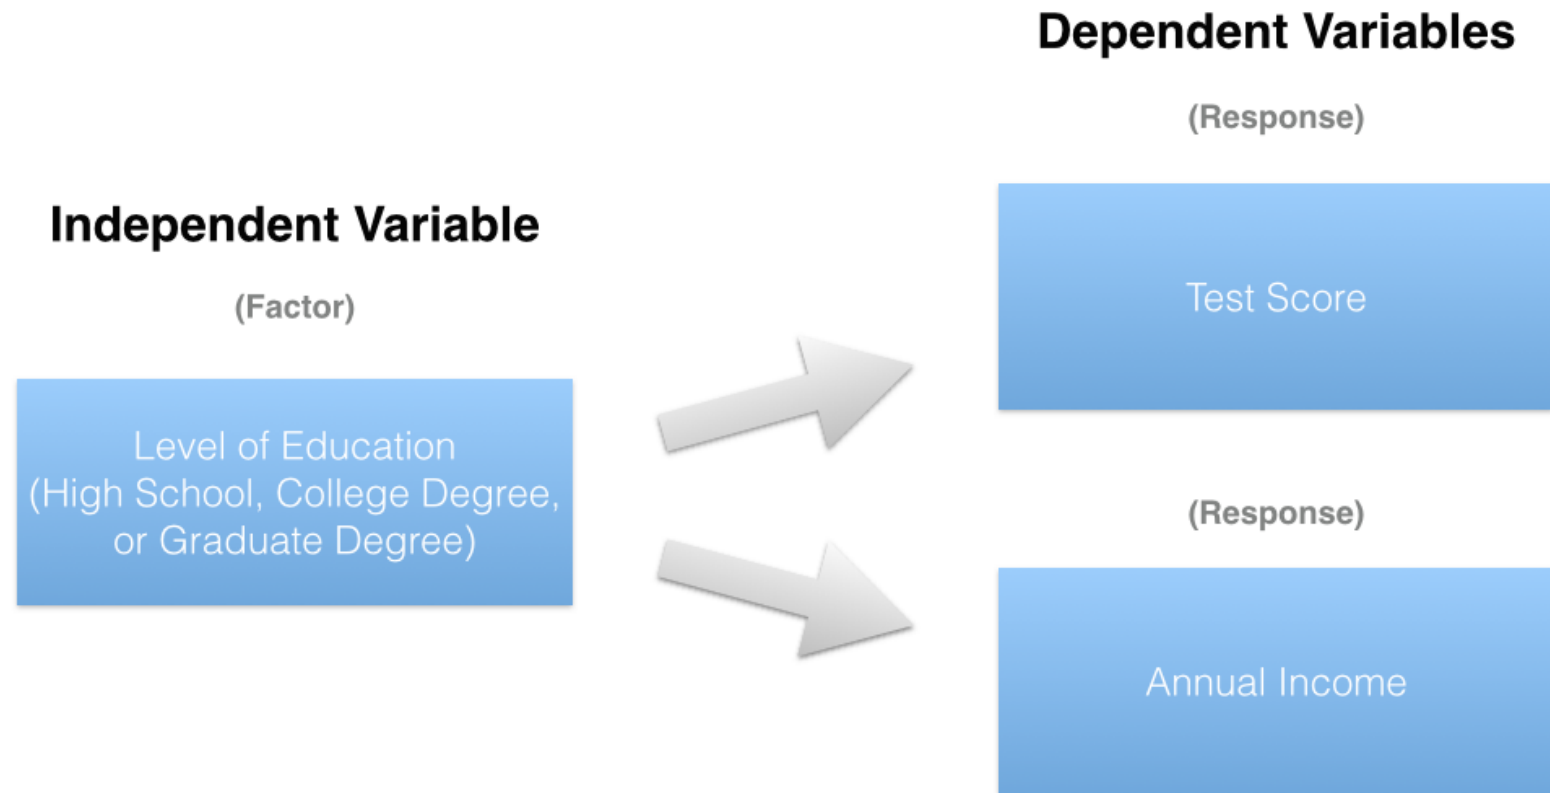 Independent Variable
(Factor)
Level of Education
(High School, College Degree,
or Graduate Degree)
Dependent Variables
(Response)
Test Score
(Response)
Annual Income